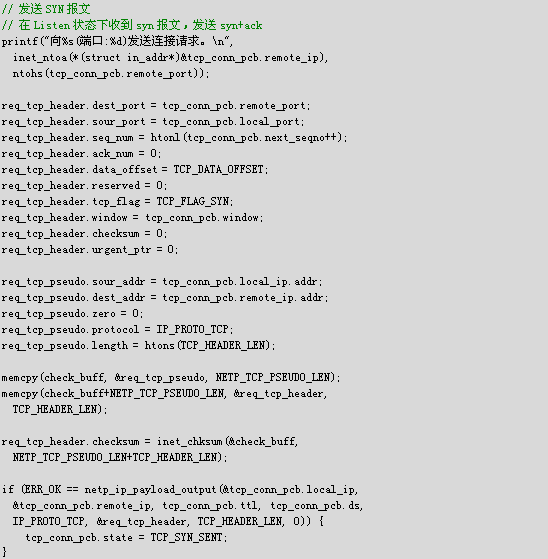 // 发送 SYN 报文
// 在 Listen 状态下收到 syn 报文，发送 syn+ack
printf("向%s(端口:%d)发送连接请求。\n",
inet_ntoa(*(struct in_addr*)&tcp_conn_pcb.remote_ip),
ntohs(tcp_conn_pcb.remote_port));
req_tcp_header.dest_port = tcp_conn_pcb.remote_port;
req_tcp_header.sour_port = tcp_conn_pcb.local_port;
req_tcp_header.seq_num = htonl(tcp_conn_pcb.next_seqno++);
req_tcp_header.ack_num = 0;
req_tcp_header.data_offset = TCP_DATA_OFFSET;
req_tcp_header.reserved = 0;
req_tcp_header.tcp_flag = TCP_FLAG_SYN;
req_tcp_header.window = tcp_conn_pcb.window;
req_tcp_header.checksum = 0;
req_tcp_header.urgent_ptr = 0;
req_tcp_pseudo.sour_addr = tcp_conn_pcb.local_ip.addr;
req_tcp_pseudo.dest_addr = tcp_conn_pcb.remote_ip.addr;
req_tcp_pseudo.zero = 0;
req_tcp_pseudo.protocol = IP_PROTO_TCP;
req_tcp_pseudo.length = htons(TCP_HEADER_LEN);
memcpy(check_buff, &req_tcp_pseudo, NETP_TCP_PSEUDO_LEN);
memcpy(check_buff+NETP_TCP_PSEUDO_LEN, &req_tcp_header,
TCP_HEADER_LEN);
req_tcp_header.checksum = inet_chksum(&check_buff,
NETP_TCP_PSEUDO_LEN+TCP_HEADER_LEN);
if (ERR_OK == netp_ip_payload_output(&tcp_conn_pcb.local_ip,
&tcp_conn_pcb.remote_ip, tcp_conn_pcb.ttl, tcp_conn_pcb.ds,
IP_PROTO_TCP, &req_tcp_header, TCP_HEADER_LEN, 0)) {
tcp_conn_pcb.state = TCP_SYN_SENT;
}